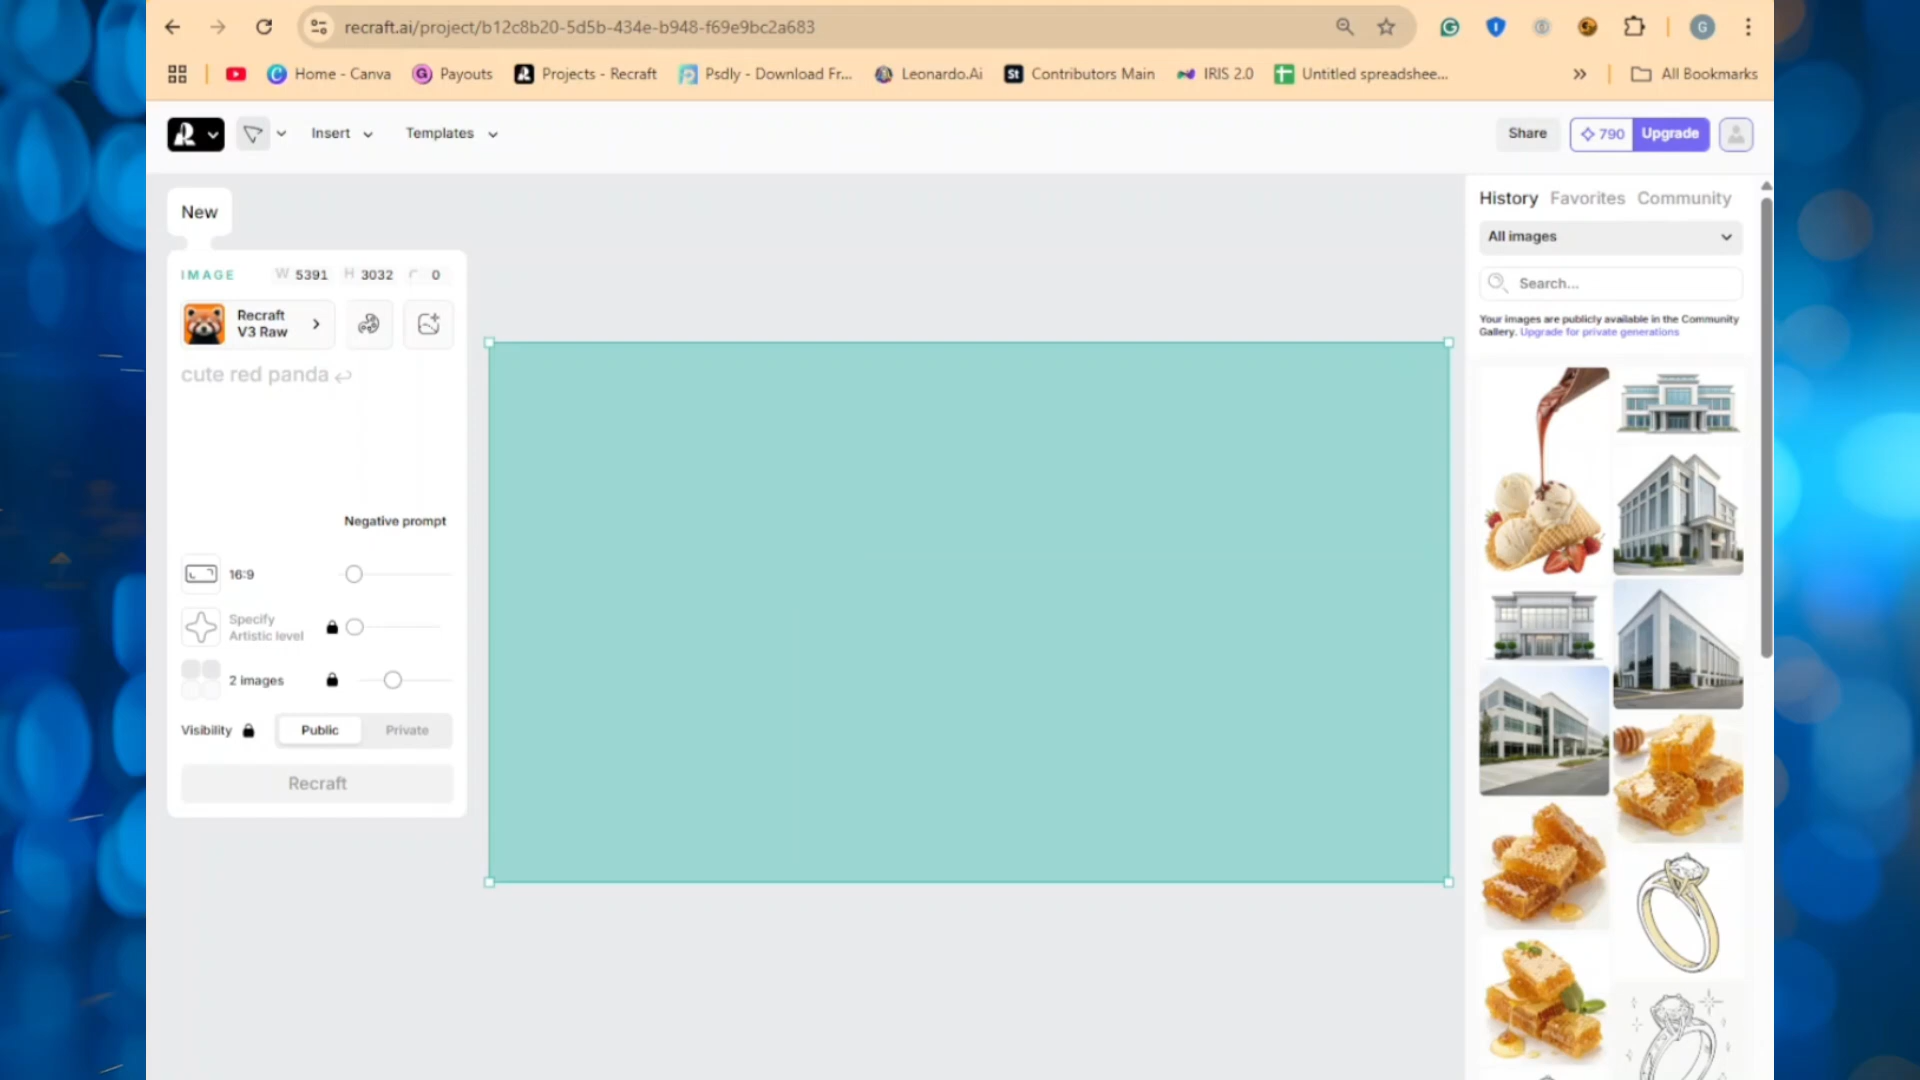 recraft.ai/project/b12c8b20-5d5b-434e-b948-f69e9bc2a683
G
Home - Canva
Payouts
Projects - Recraft
Psdly - Download Fr...
Leonardo.Ai
St
Contributors Main
IRIS 2.0
Untitled spreadshee...
All Bookmarks
Insert
Templates
Share
790
Upgrade
New
IMAGE W 5391 H 3032 0
Recraft
V3 Raw
cute red panda
Negative prompt
16:9
Specify
Artistic level
2 images
Visibility
Public
Private
Recraft
History Favorites Community
All images
Search...
Your images are publicly available in the Community
Gallery. Upgrade for private generations